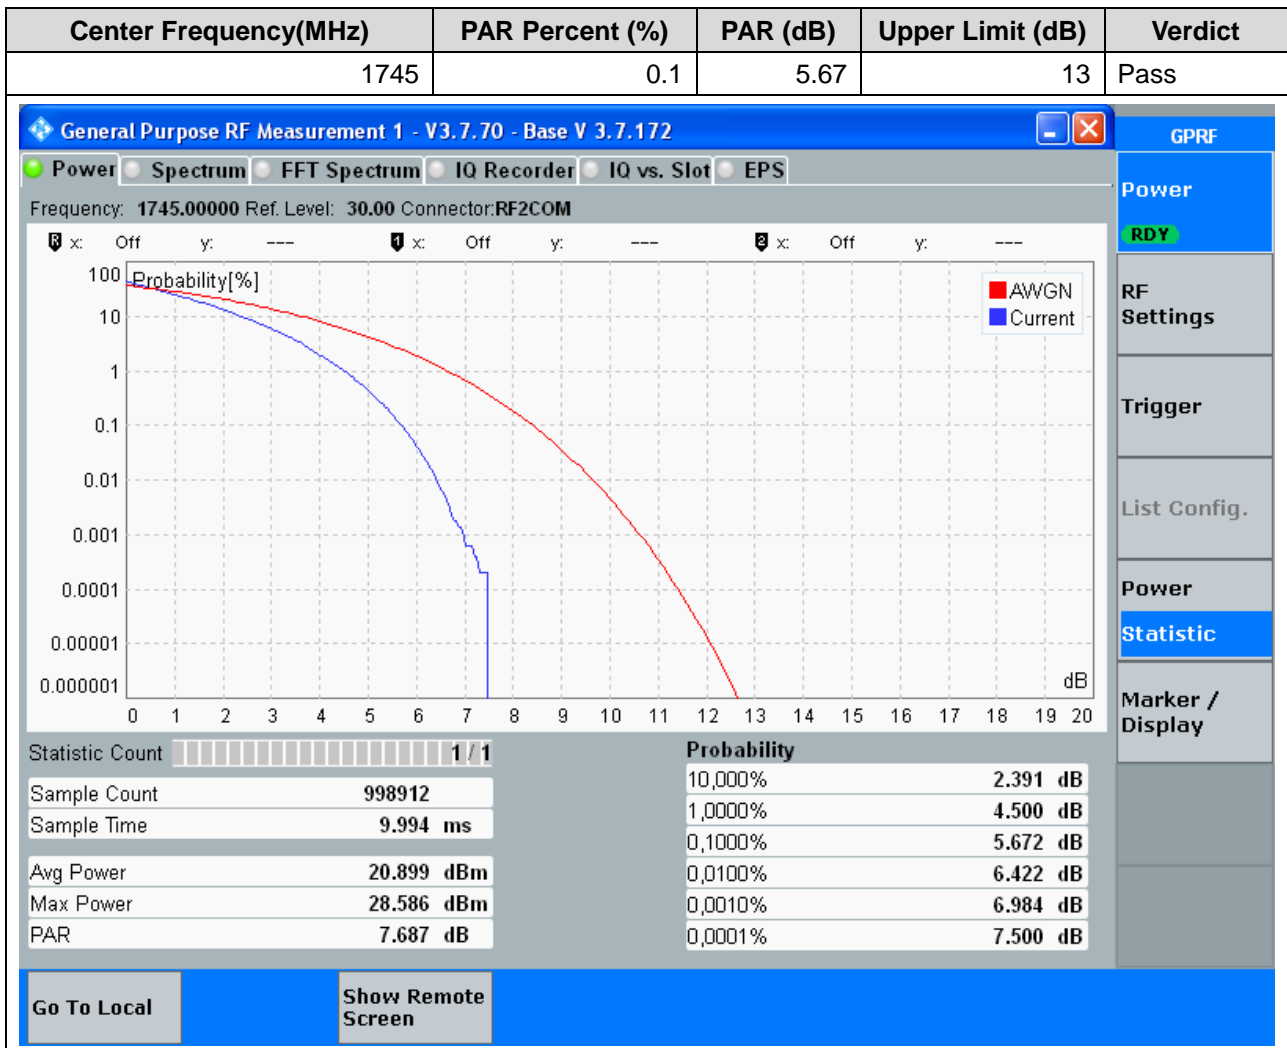 Center Frequency(MHz) PAR Percent (%) PAR (dB) Upper Limit (dB) Verdict
1745 0.1 5.67 13 Pass
General Purpose RF Measurement 1 - V3.7.70 - Base V 3.7.172
GPRF
Power Spectrum FFT Spectrum IQ Recorder IQ vs. Slot EPS
Frequency: 1745.00000 Ref. Level: 30.00 Connector:RF2COM
Power
RDY
R x: Off y: --- 1 x: Off y: --- 2 x: Off y: ---
100 Probability[%]
AWGN
Current
10
1
0.1
0.01
0.001
0.0001
0.00001
0.000001
dB
0 1 2 3 4 5 6 7 8 9 10 11 12 13 14 15 16 17 18 19 20
RF
Settings
Trigger
List Config.
Power
Statistic
Marker /
Display
Statistic Count 1 / 1
Sample Count 998912
Sample Time 9.994 ms
Avg Power 20.899 dBm
Max Power 28.586 dBm
PAR 7.687 dB
Probability
10,000% 2.391 dB
1,0000% 4.500 dB
0,1000% 5.672 dB
0,0100% 6.422 dB
0,0010% 6.984 dB
0,0001% 7.500 dB
Go To Local
Show Remote
Screen